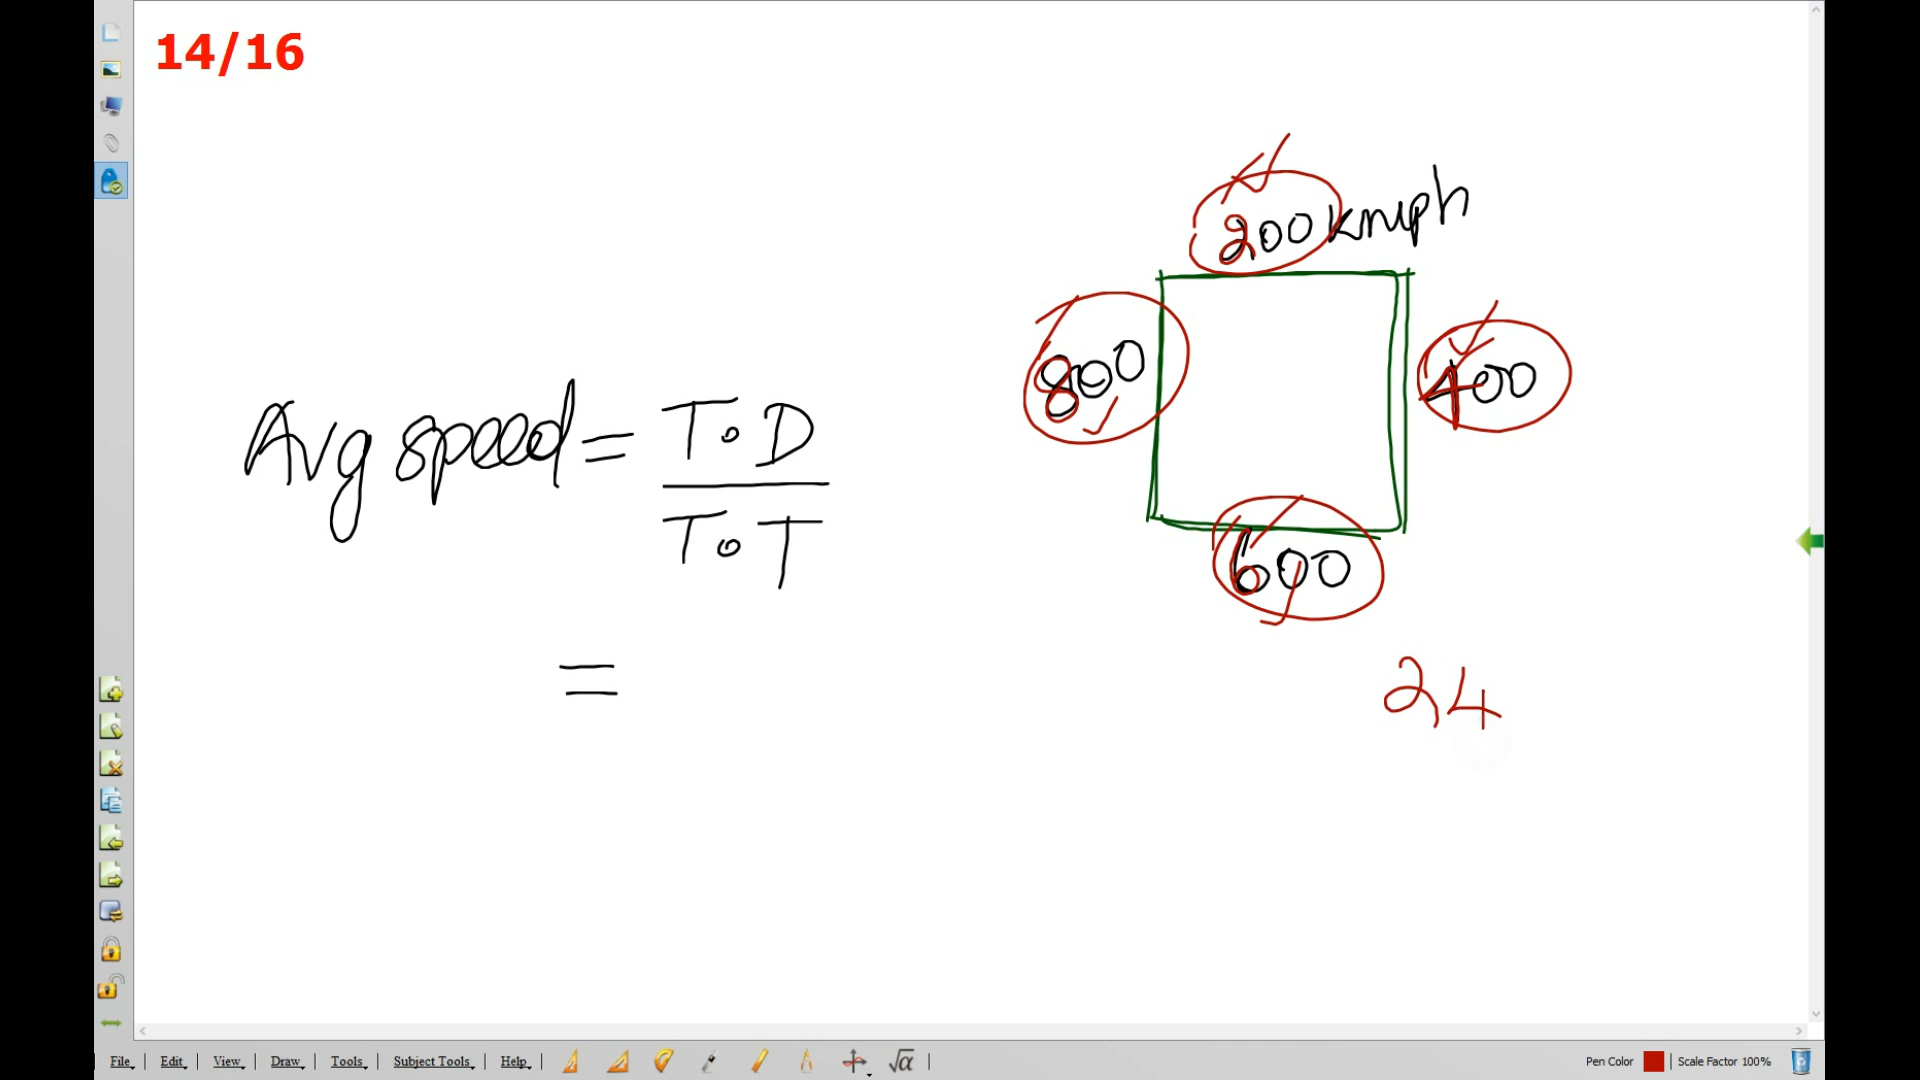 14/16
200 kmph
800
400
Avg speed = T.D
T.T
600
=
24
File Edit View Draw Tools Subject Tools Help √α Pen Color Scale Factor 100%